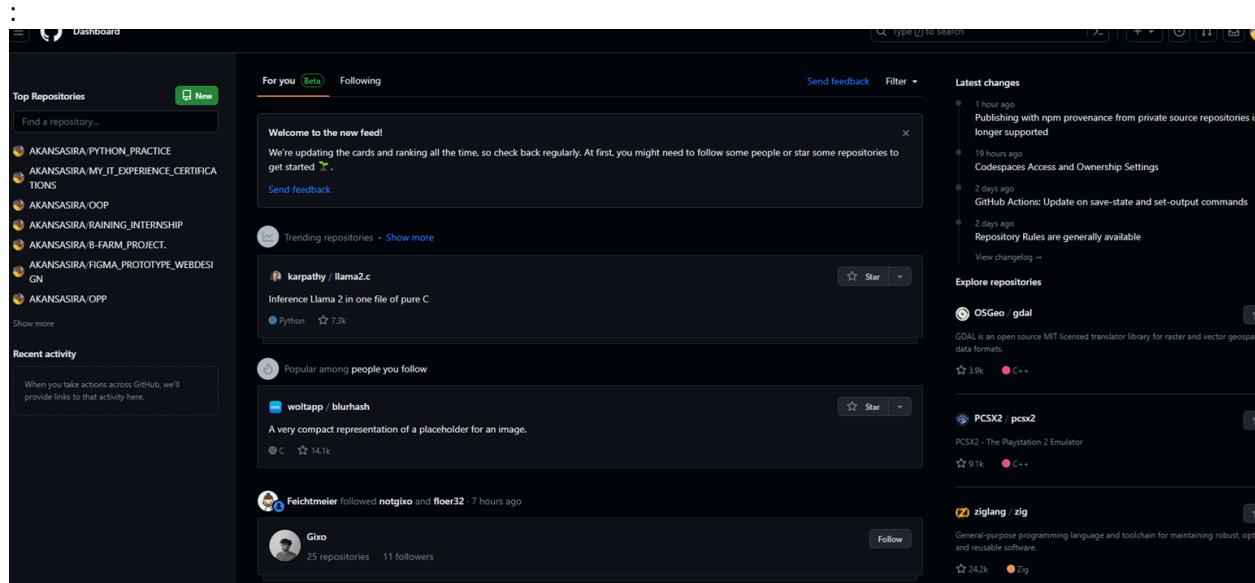 :
Dashboard
Type / to search
Top Repositories
New
Find a repository...
AKANSASIRA/PYTHON_PRACTICE
AKANSASIRA/MY_IT_EXPERIENCE_CERTIFICA
TIONS
AKANSASIRA/OOP
AKANSASIRA/RAINING_INTERNSHIP
AKANSASIRA/B-FARM_PROJECT.
AKANSASIRA/FIGMA_PROTOTYPE_WEBDESI
GN
AKANSASIRA/OPP
Show more
Recent activity
When you take actions across GitHub, we'll
provide links to that activity here.
For you Beta Following
Send feedback Filter
Welcome to the new feed!
We're updating the cards and ranking all the time, so check back regularly. At first, you might need to follow some people or star some repositories to
get started .
Send feedback
Trending repositories · Show more
karpathy / llama2.c
Star
Inference Llama 2 in one file of pure C
Python 7.3k
Popular among people you follow
woltapp / blurhash
Star
A very compact representation of a placeholder for an image.
C 14.1k
Feichtmeier followed notgixo and floer32 · 7 hours ago
Gixo
Follow
25 repositories 11 followers
Latest changes
1 hour ago
Publishing with npm provenance from private source repositories
longer supported
19 hours ago
Codespaces Access and Ownership Settings
2 days ago
GitHub Actions: Update on save-state and set-output commands
2 days ago
Repository Rules are generally available
View changelog →
Explore repositories
OSGeo / gdal
GDAL is an open source MIT licensed translator library for raster and vector geospa
data formats.
3.9k C++
PCSX2 / pcsx2
PCSX2 - The Playstation 2 Emulator
9.1k C++
ziglang / zig
General-purpose programming language and toolchain for maintaining robust, opt
and reusable software.
24.2k Zig